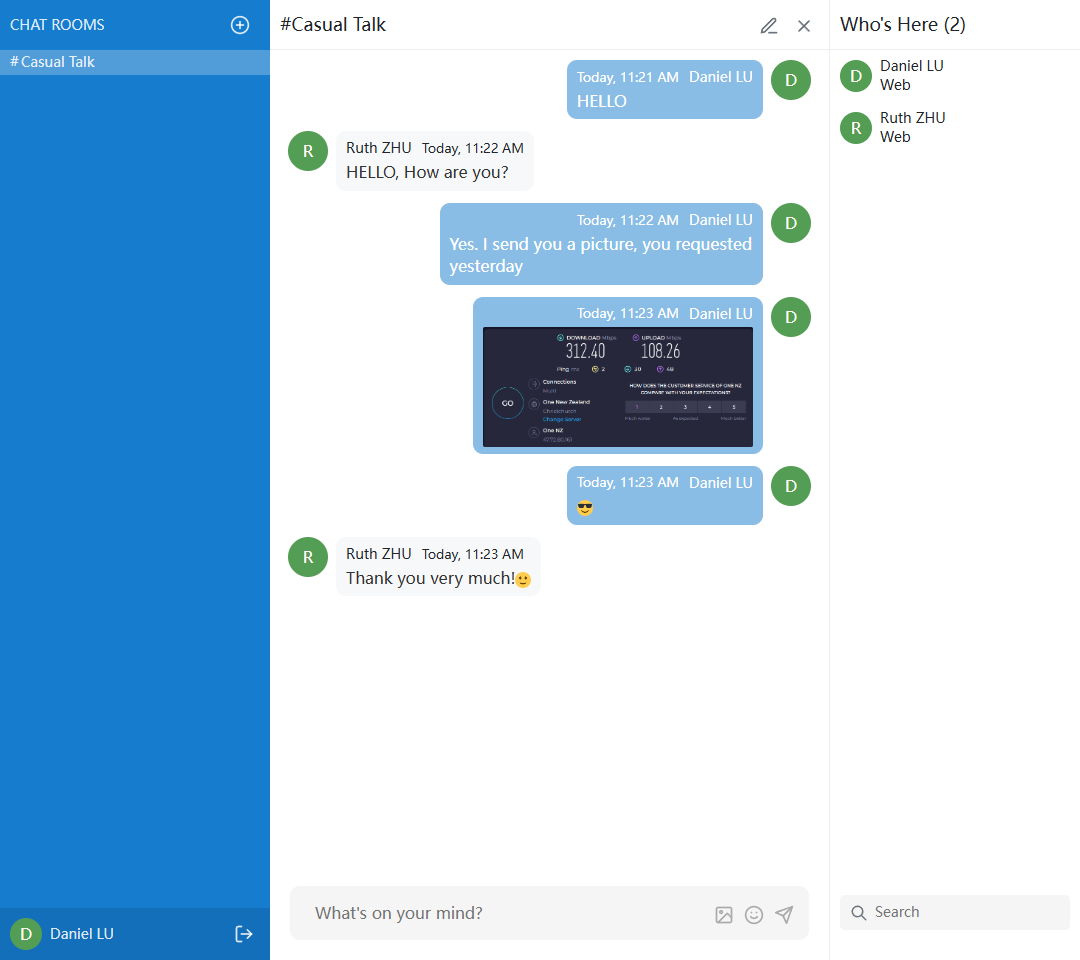 CHAT ROOMS
#Casual Talk
#Casual Talk
Today, 11:21 AM Daniel LU
HELLO
D
R
Ruth ZHU Today, 11:22 AM
HELLO, How are you?
Today, 11:22 AM Daniel LU
Yes. I send you a picture, you requested
yesterday
D
Today, 11:23 AM Daniel LU
D
DOWNLOAD Mbps UPLOAD Mbps
312.40 108.26
Ping ms 2 30 48
GO
Connections
Multi
One New Zealand
Christchurch
Change Server
One NZ
HOW DOES THE CUSTOMER SERVICE OF ONE NZ
COMPARE WITH YOUR EXPECTATIONS?
1 2 3 4 5
Much worse As expected Much better
Today, 11:23 AM Daniel LU
D
R
Ruth ZHU Today, 11:23 AM
Thank you very much!🙂
What's on your mind?
Who's Here (2)
D
Daniel LU
Web
R
Ruth ZHU
Web
Search
D
Daniel LU